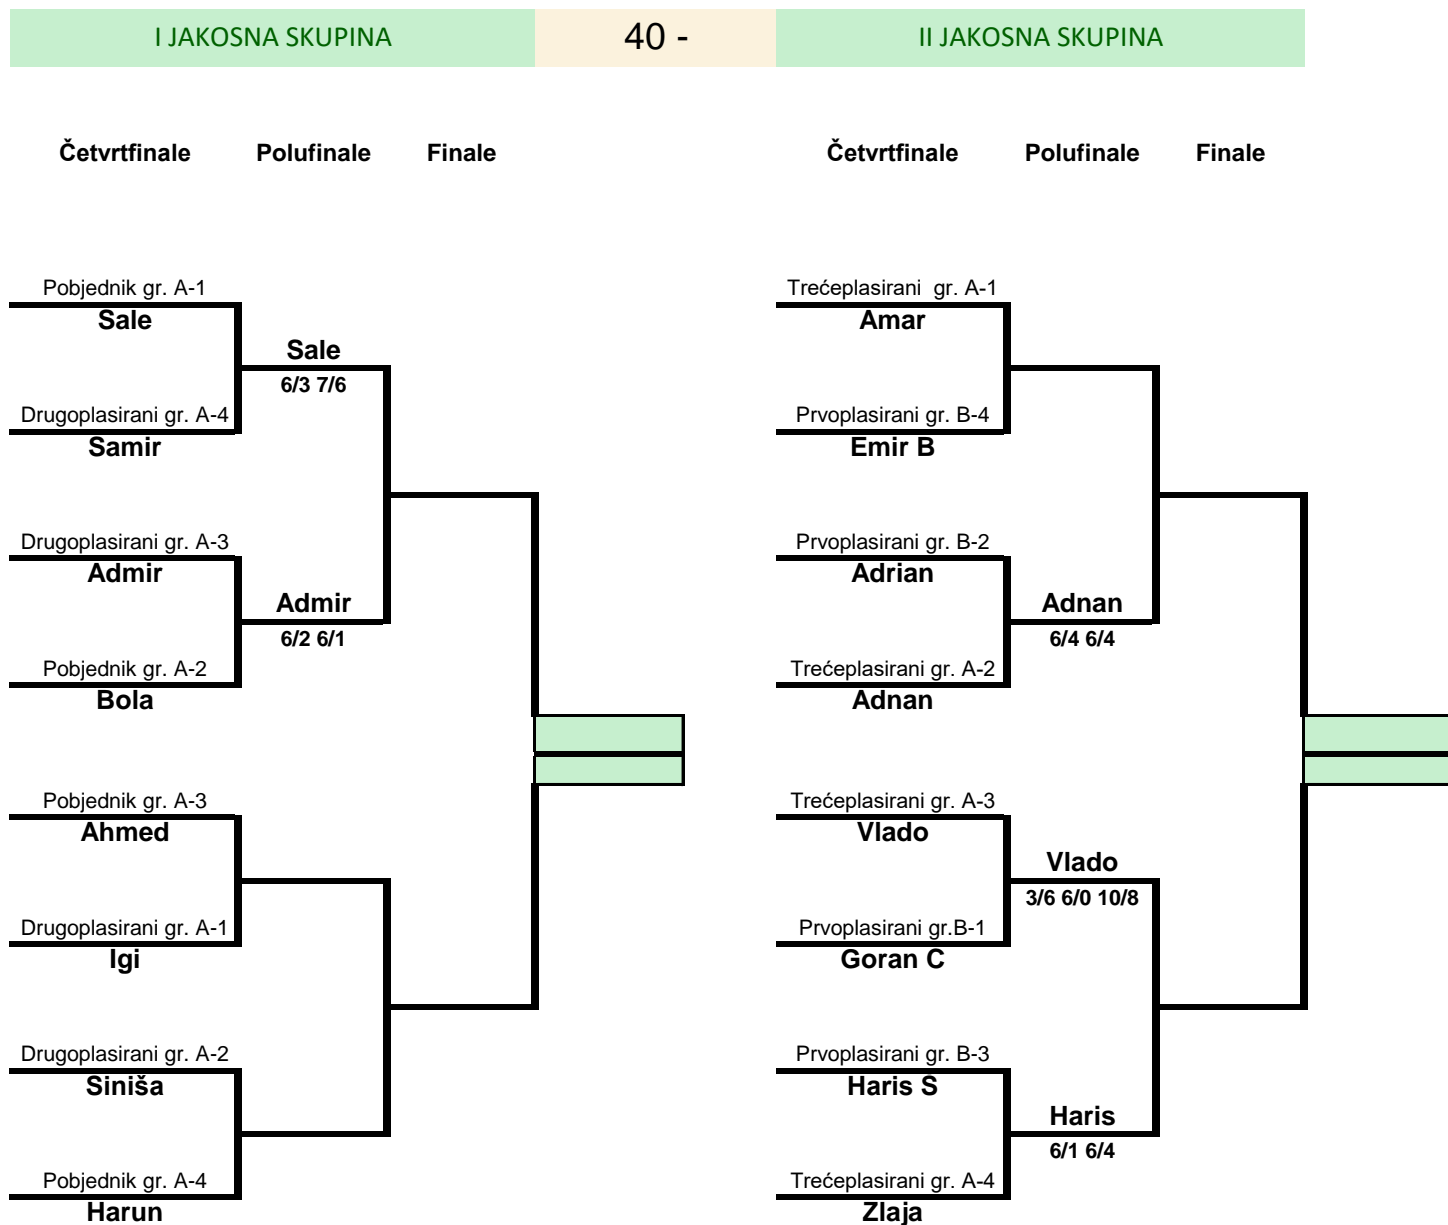 I JAKOSNA SKUPINA
40 -
II JAKOSNA SKUPINA
Četvrtfinale Polufinale Finale
Četvrtfinale Polufinale Finale
Pobjednik gr. A-1
Sale
Sale
6/3 7/6
Drugoplasirani gr. A-4
Samir
Drugoplasirani gr. A-3
Admir
Admir
6/2 6/1
Pobjednik gr. A-2
Bola
Pobjednik gr. A-3
Ahmed
Drugoplasirani gr. A-1
Igi
Drugoplasirani gr. A-2
Siniša
Pobjednik gr. A-4
Harun
Trećeplasirani gr. A-1
Amar
Prvoplasirani gr. B-4
Emir B
Prvoplasirani gr. B-2
Adrian
Adnan
6/4 6/4
Trećeplasirani gr. A-2
Adnan
Trećeplasirani gr. A-3
Vlado
Vlado
3/6 6/0 10/8
Prvoplasirani gr.B-1
Goran C
Prvoplasirani gr. B-3
Haris S
Haris
6/1 6/4
Trećeplasirani gr. A-4
Zlaja